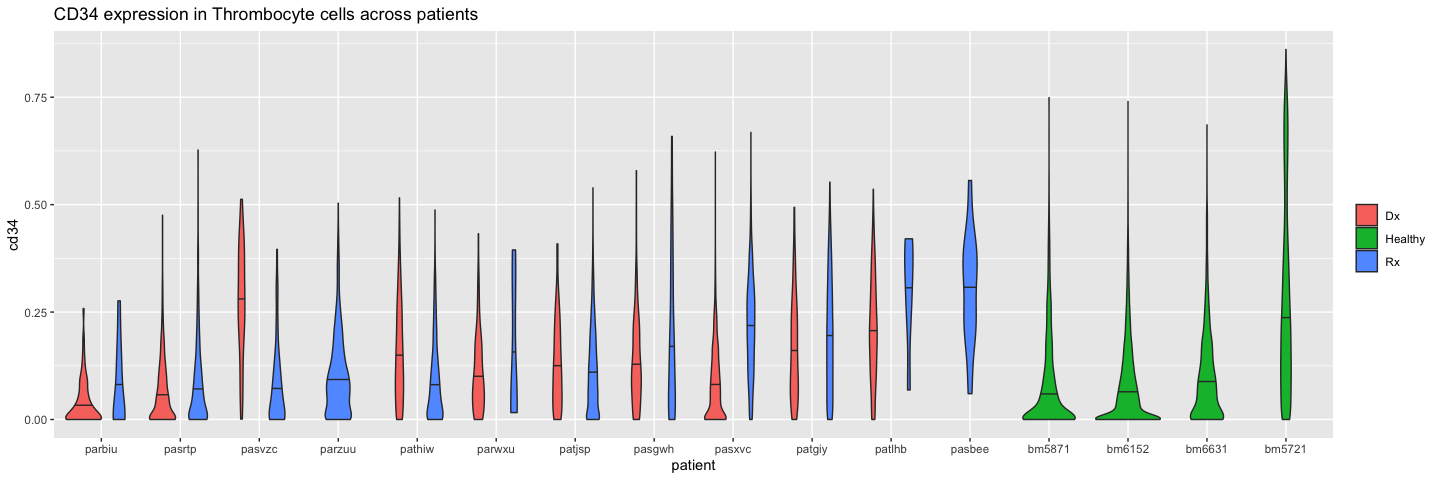 CD34 expression in Thrombocyte cells across patients
cd34
0.75
0.50
0.25
0.00
parbiu pasrtp pasvzc parzuu pathiw parwxu patjsp pasgwh pasxvc patgiy patlhb pasbee bm5871 bm6152 bm6631 bm5721
patient
Dx
Healthy
Rx